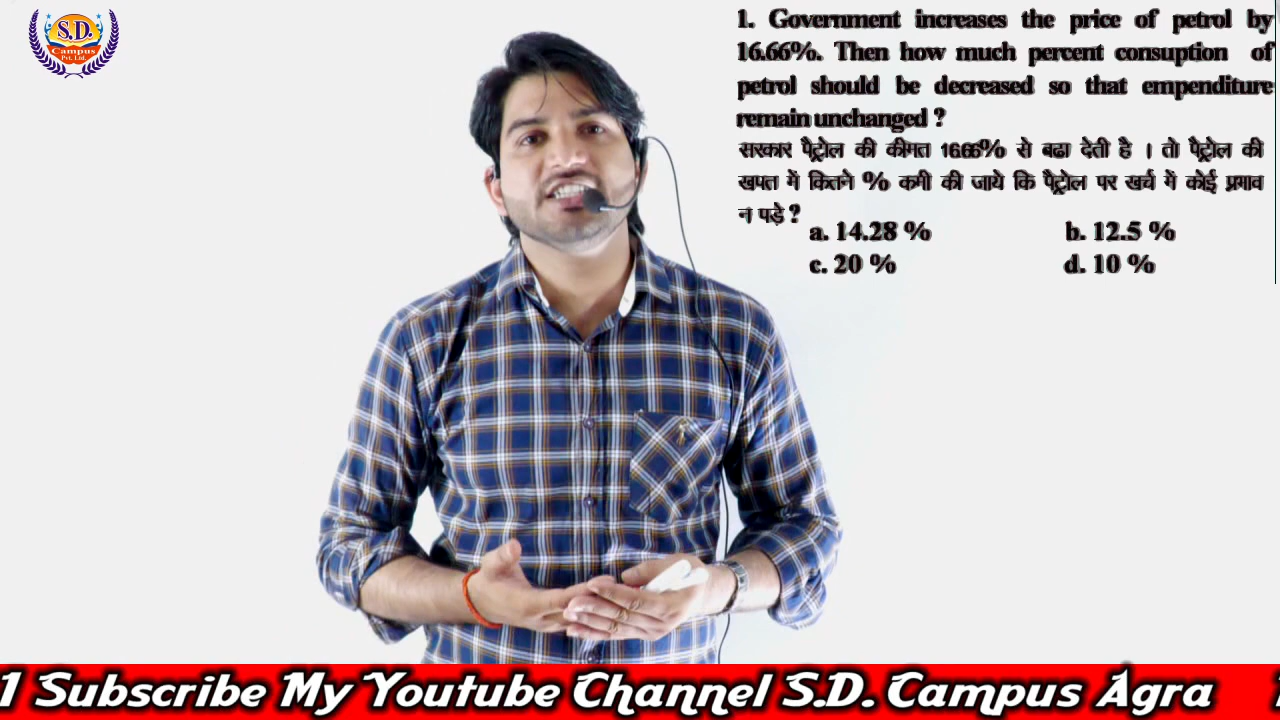 S.D.
Campus
Pvt. Ltd.
1. Government increases the price of petrol by
16.66%. Then how much percent consuption of
petrol should be decreased so that empenditure
remain unchanged ?
सरकार पैट्रोल की कीमत 16.66% से बढा देती है । तो पैट्रोल की
खपत में कितने % कमी की जाये कि पैट्रोल पर खर्च में कोई प्रभाव
न पड़े ?
a. 14.28 % b. 12.5 %
c. 20 % d. 10 %
1 Subscribe My Youtube Channel S.D. Campus Agra